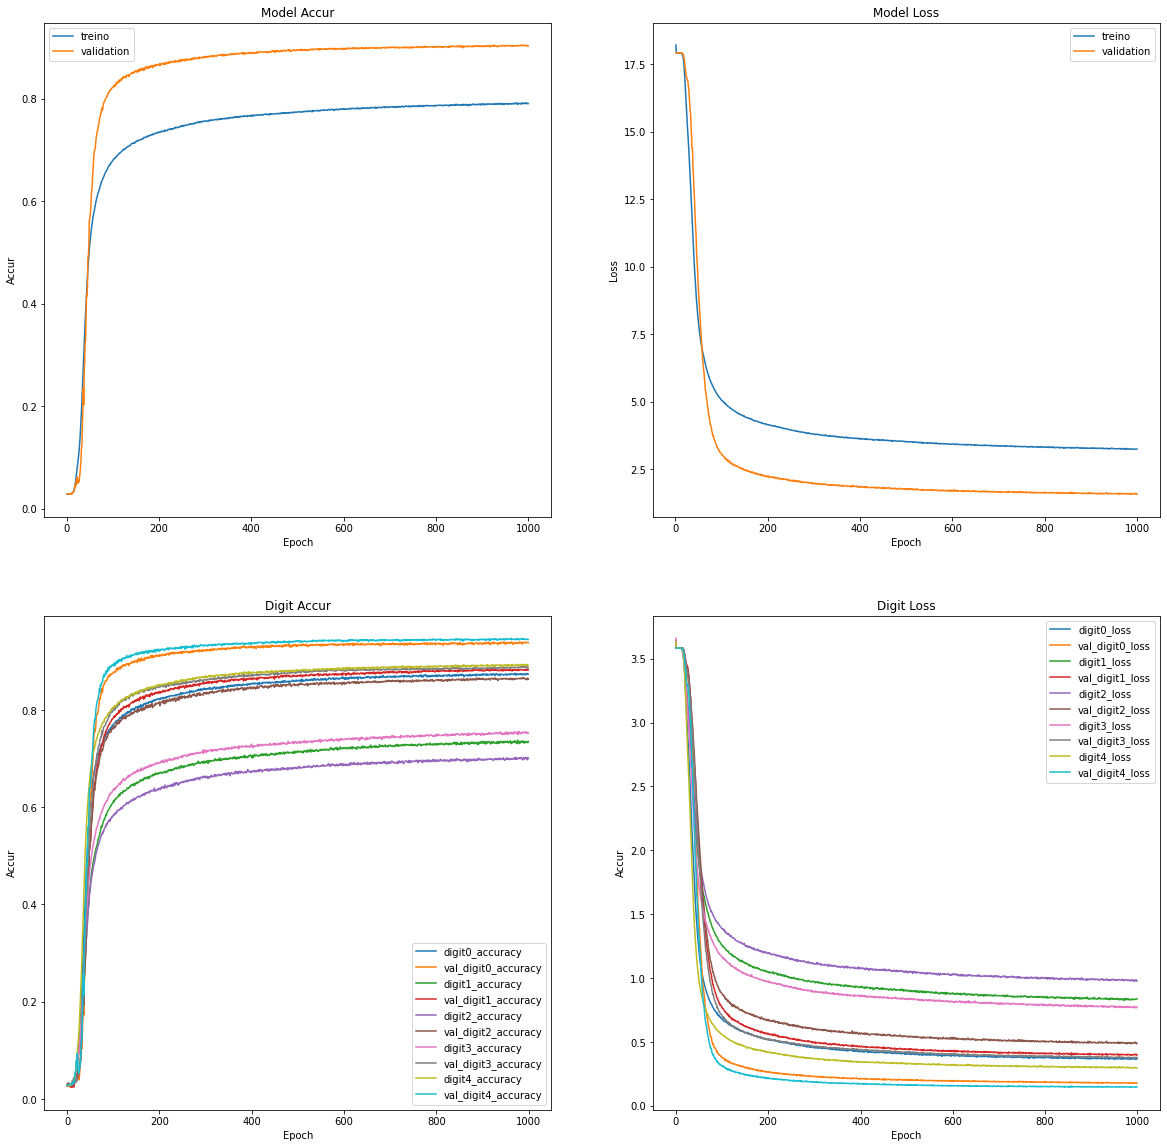 Model Accur
treino
validation
Accur
0.8
0.6
0.4
0.2
0.0
0 200 400 600 800 1000
Epoch
Model Loss
treino
validation
Loss
17.5
15.0
12.5
10.0
7.5
5.0
2.5
0 200 400 600 800 1000
Epoch
Digit Accur
Accur
0.8
0.6
0.4
0.2
0.0
digit0_accuracy
val_digit0_accuracy
digit1_accuracy
val_digit1_accuracy
digit2_accuracy
val_digit2_accuracy
digit3_accuracy
val_digit3_accuracy
digit4_accuracy
val_digit4_accuracy
0 200 400 600 800 1000
Epoch
Digit Loss
digit0_loss
val_digit0_loss
digit1_loss
val_digit1_loss
digit2_loss
val_digit2_loss
digit3_loss
val_digit3_loss
digit4_loss
val_digit4_loss
Accur
3.5
3.0
2.5
2.0
1.5
1.0
0.5
0.0
0 200 400 600 800 1000
Epoch